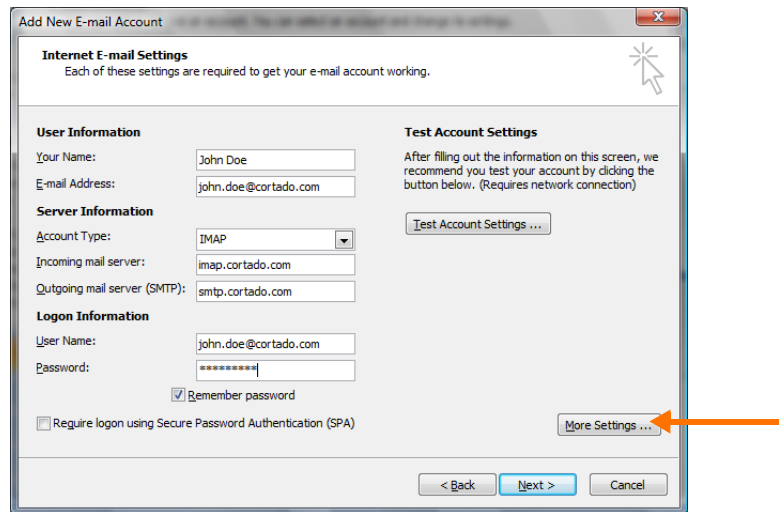 Add New E-mail Account
Internet E-mail Settings
Each of these settings are required to get your e-mail account working.
User Information
Your Name:
John Doe
E-mail Address:
john.doe@cortado.com
Server Information
Account Type:
IMAP
Incoming mail server:
imap.cortado.com
Outgoing mail server (SMTP):
smtp.cortado.com
Logon Information
User Name:
john.doe@cortado.com
Password:
*********
Remember password
Require logon using Secure Password Authentication (SPA)
Test Account Settings
After filling out the information on this screen, we
recommend you test your account by clicking the
button below. (Requires network connection)
Test Account Settings ...
More Settings ...
< Back
Next >
Cancel